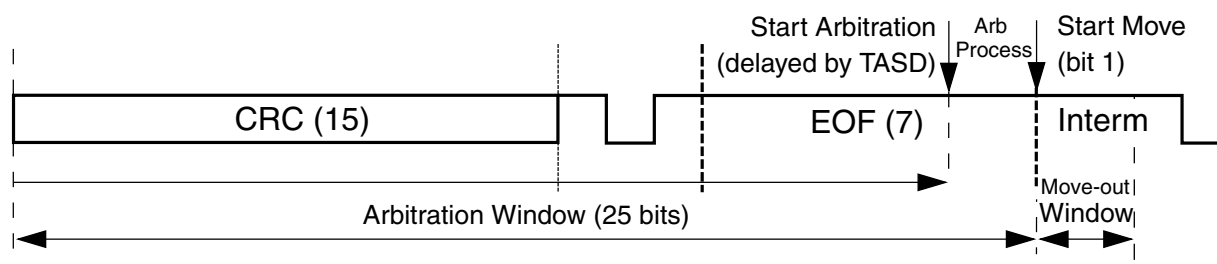 Start Arbitration
(delayed by TASD)
Arb
Process
Start Move
(bit 1)
CRC (15)
EOF (7)
Interm
Arbitration Window (25 bits)
Move-out
Window